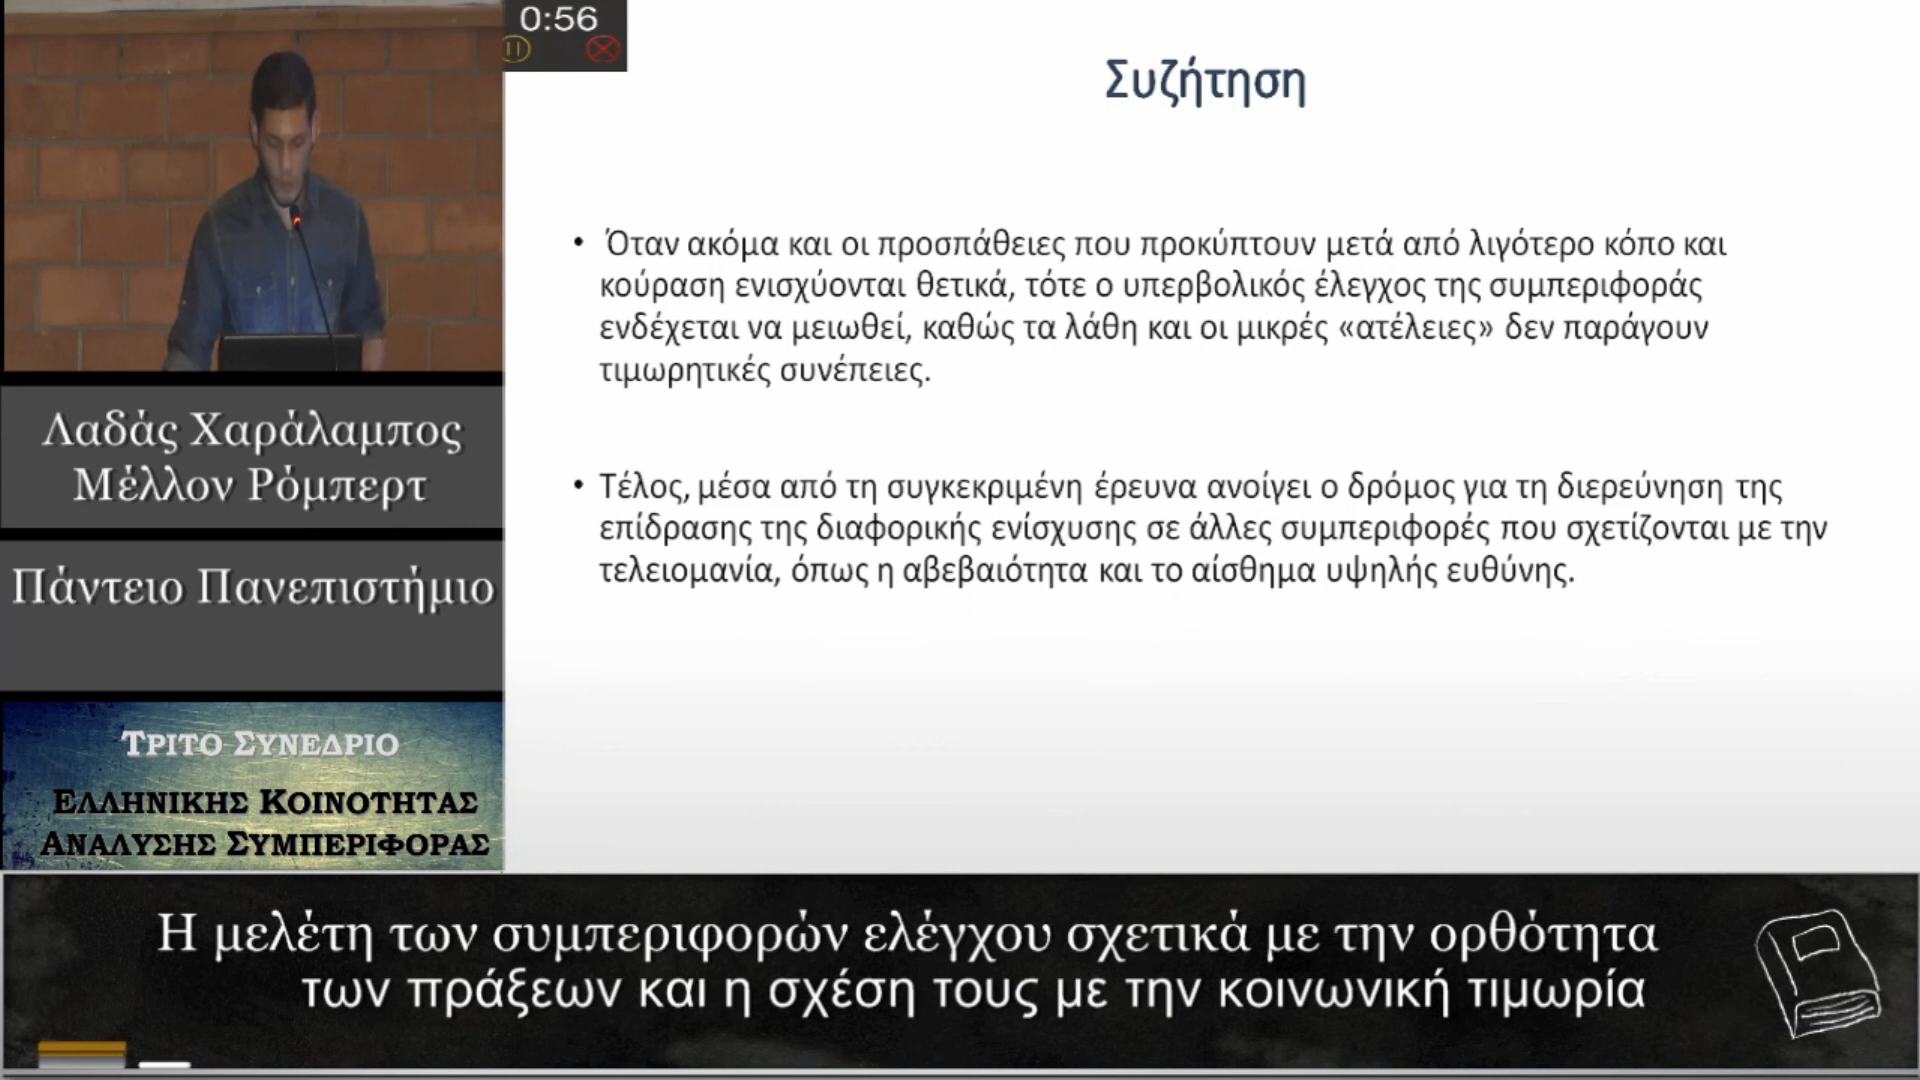 0:56
Συζήτηση
• Όταν ακόμα και οι προσπάθειες που προκύπτουν μετά από λιγότερο κόπο και
κούραση ενισχύονται θετικά, τότε ο υπερβολικός έλεγχος της συμπεριφοράς
ενδέχεται να μειωθεί, καθώς τα λάθη και οι μικρές «ατέλειες» δεν παράγουν
τιμωρητικές συνέπειες.
• Τέλος, μέσα από τη συγκεκριμένη έρευνα ανοίγει ο δρόμος για τη διερεύνηση της
επίδρασης της διαφορικής ενίσχυσης σε άλλες συμπεριφορές που σχετίζονται με την
τελειομανία, όπως η αβεβαιότητα και το αίσθημα υψηλής ευθύνης.
Λαδάς Χαράλαμπος
Μέλλον Ρόμπερτ
Πάντειο Πανεπιστήμιο
ΤΡΙΤΟ ΣΥΝΕΔΡΙΟ
ΕΛΛΗΝΙΚΗΣ ΚΟΙΝΟΤΗΤΑΣ
ΑΝΑΛΥΣΗΣ ΣΥΜΠΕΡΙΦΟΡΑΣ
Η μελέτη των συμπεριφορών ελέγχου σχετικά με την ορθότητα
των πράξεων και η σχέση τους με την κοινωνική τιμωρία